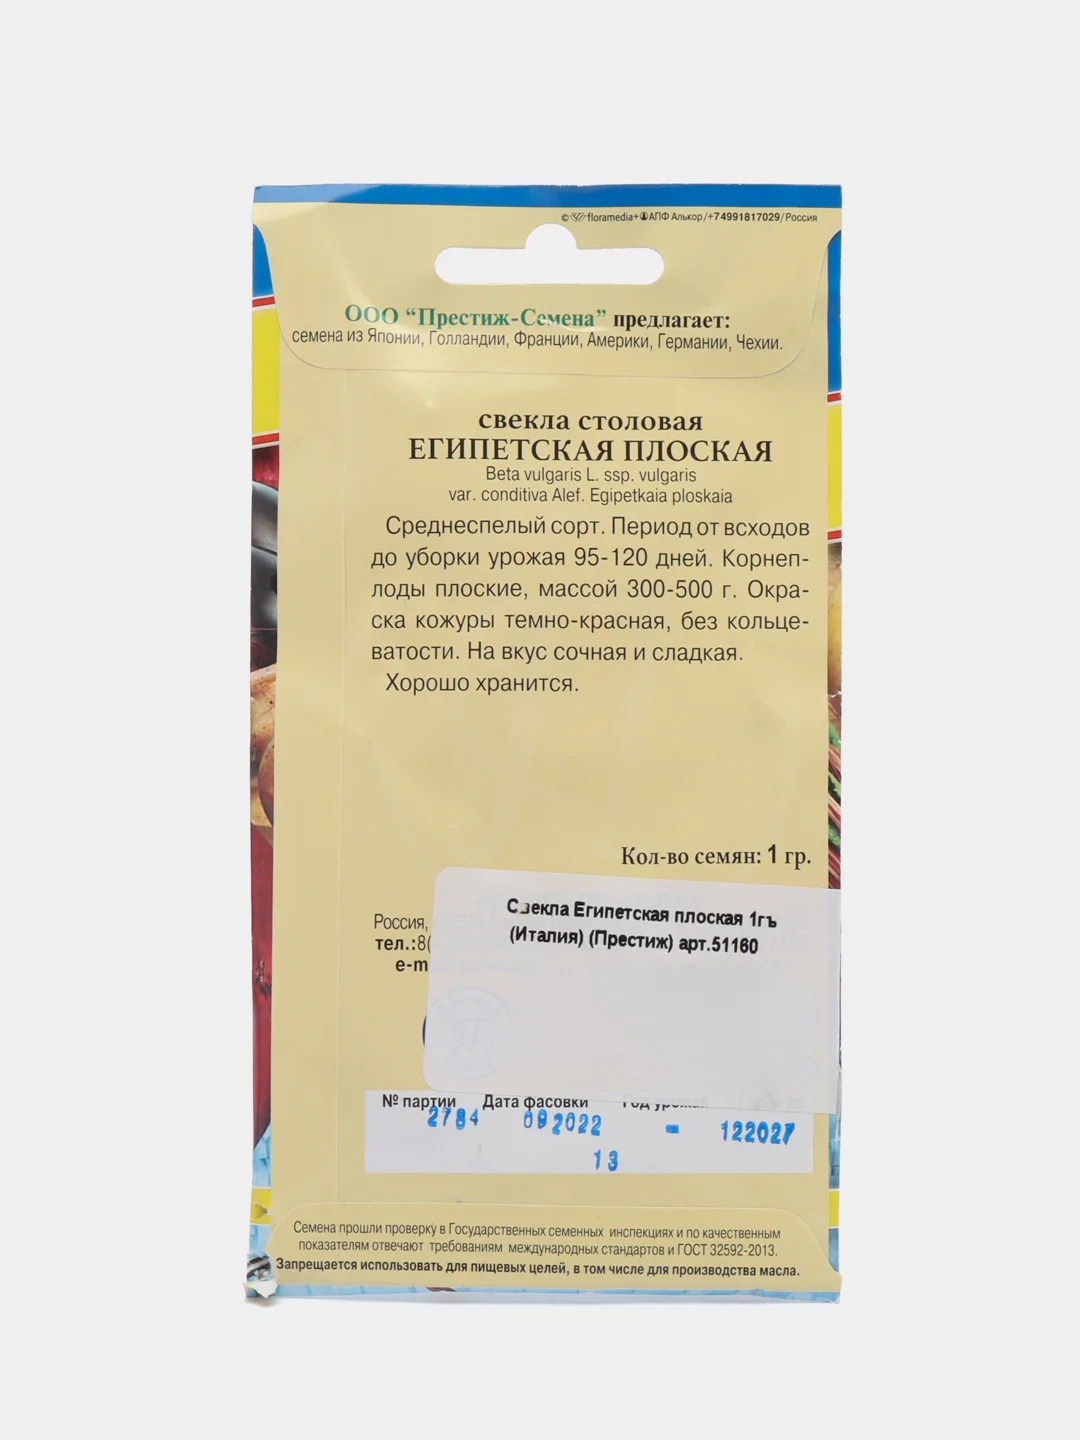 © floramedia+АПФ Алькор/+74991817029/Россия
ООО “Престиж-Семена” предлагает:
семена из Японии, Голландии, Франции, Америки, Германии, Чехии.
свекла столовая
ЕГИПЕТСКАЯ ПЛОСКАЯ
Beta vulgaris L. ssp. vulgaris
var. conditiva Alef. Egipetkaia ploskaia
Среднеспелый сорт. Период от всходов
до уборки урожая 95-120 дней. Корнеп-
лоды плоские, массой 300-500 г. Окра-
ска кожуры темно-красная, без кольце-
ватости. На вкус сочная и сладкая.
Хорошо хранится.
Кол-во семян: 1 гр.
Свекла Египетская плоская 1гъ
(Италия) (Престиж) арт.51160
Россия,
тел.:8(
e-m
№ партии Дата фасовки Год урожая
2784 092022 - 122027
13
Семена прошли проверку в Государственных семенных инспекциях и по качественным
показателям отвечают требованиям международных стандартов и ГОСТ 32592-2013.
Запрещается использовать для пищевых целей, в том числе для производства масла.